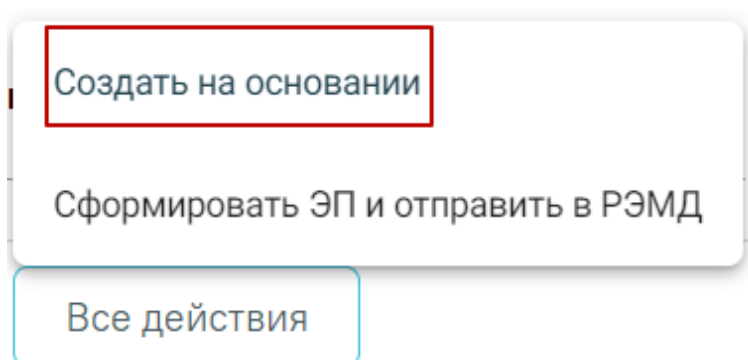 Создать на основании
Сформировать ЭП и отправить в РЭМД
Все действия